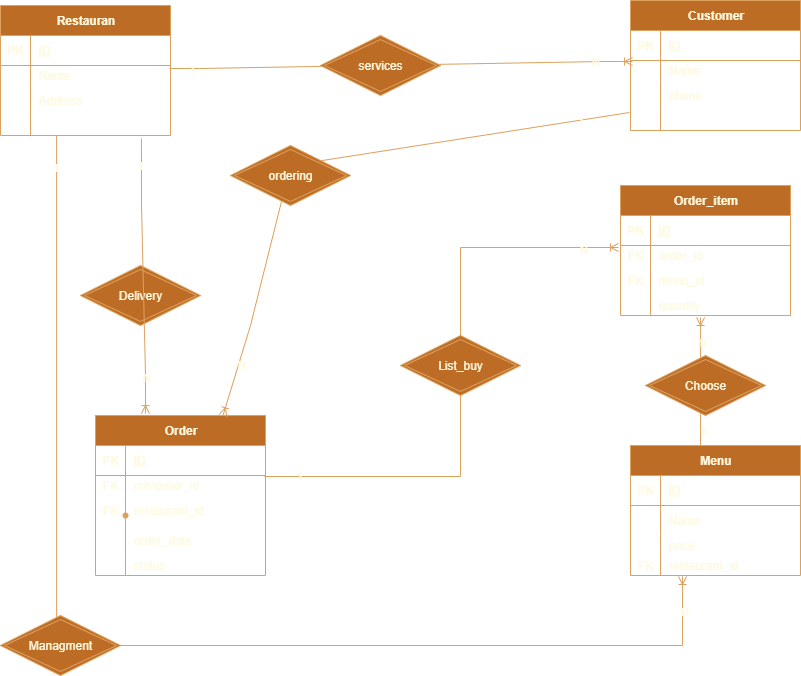 Restauran
PK ID
Name
Address
services
Customer
PK ID
Name
phone
ordering
Order_item
PK ID
FK order_id
FK menu_id
quantity
Delivery
List_buy
Choose
Order
PK ID
FK customer_id
FK restaurant_id
order_date
status
Menu
PK ID
Name
price
FK restaurant_id
Managment